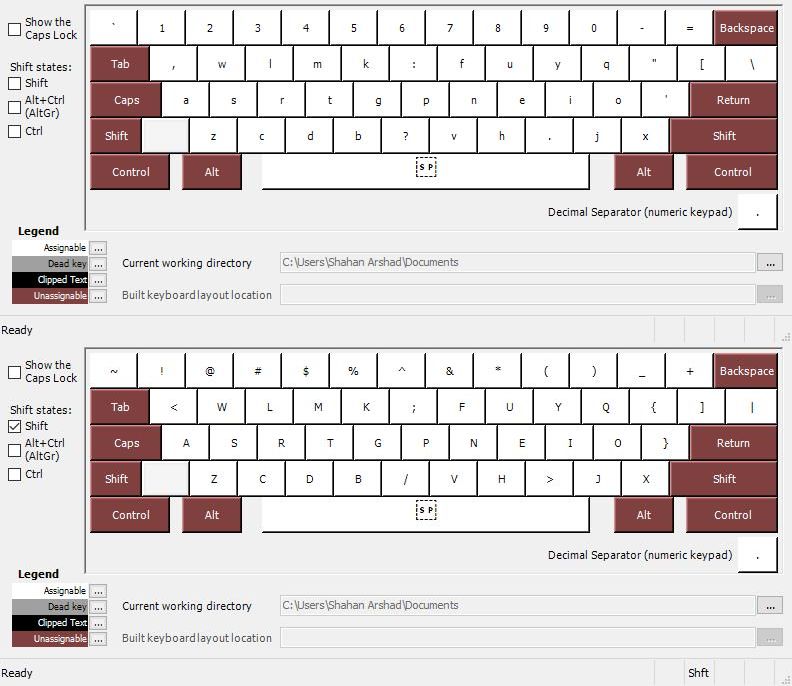 Show the Caps Lock
` 1 2 3 4 5 6 7 8 9 0 - = Backspace
Shift states:
Tab , w l m k : f u y q " [ \
Shift
Alt+Ctrl (AltGr)
Caps a s r t g p n e i o ' Return
Ctrl
Shift z c d b ? v h . j x Shift
Control Alt SP Alt Control
Decimal Separator (numeric keypad) .
Legend
Assignable ...
Dead key ...
Current working directory C:\Users\Shahan Arshad\Documents ...
Clipped Text ...
Unassignable ...
Built keyboard layout location ...
Ready
Show the Caps Lock
~ ! @ # $ % ^ & * ( ) _ + Backspace
Shift states:
Tab < W L M K ; F U Y Q { ] |
Shift
Alt+Ctrl (AltGr)
Caps A S R T G P N E I O } Return
Ctrl
Shift Z C D B / V H > J X Shift
Control Alt SP Alt Control
Decimal Separator (numeric keypad) .
Legend
Assignable ...
Dead key ...
Current working directory C:\Users\Shahan Arshad\Documents ...
Clipped Text ...
Unassignable ...
Built keyboard layout location ...
Ready Shft